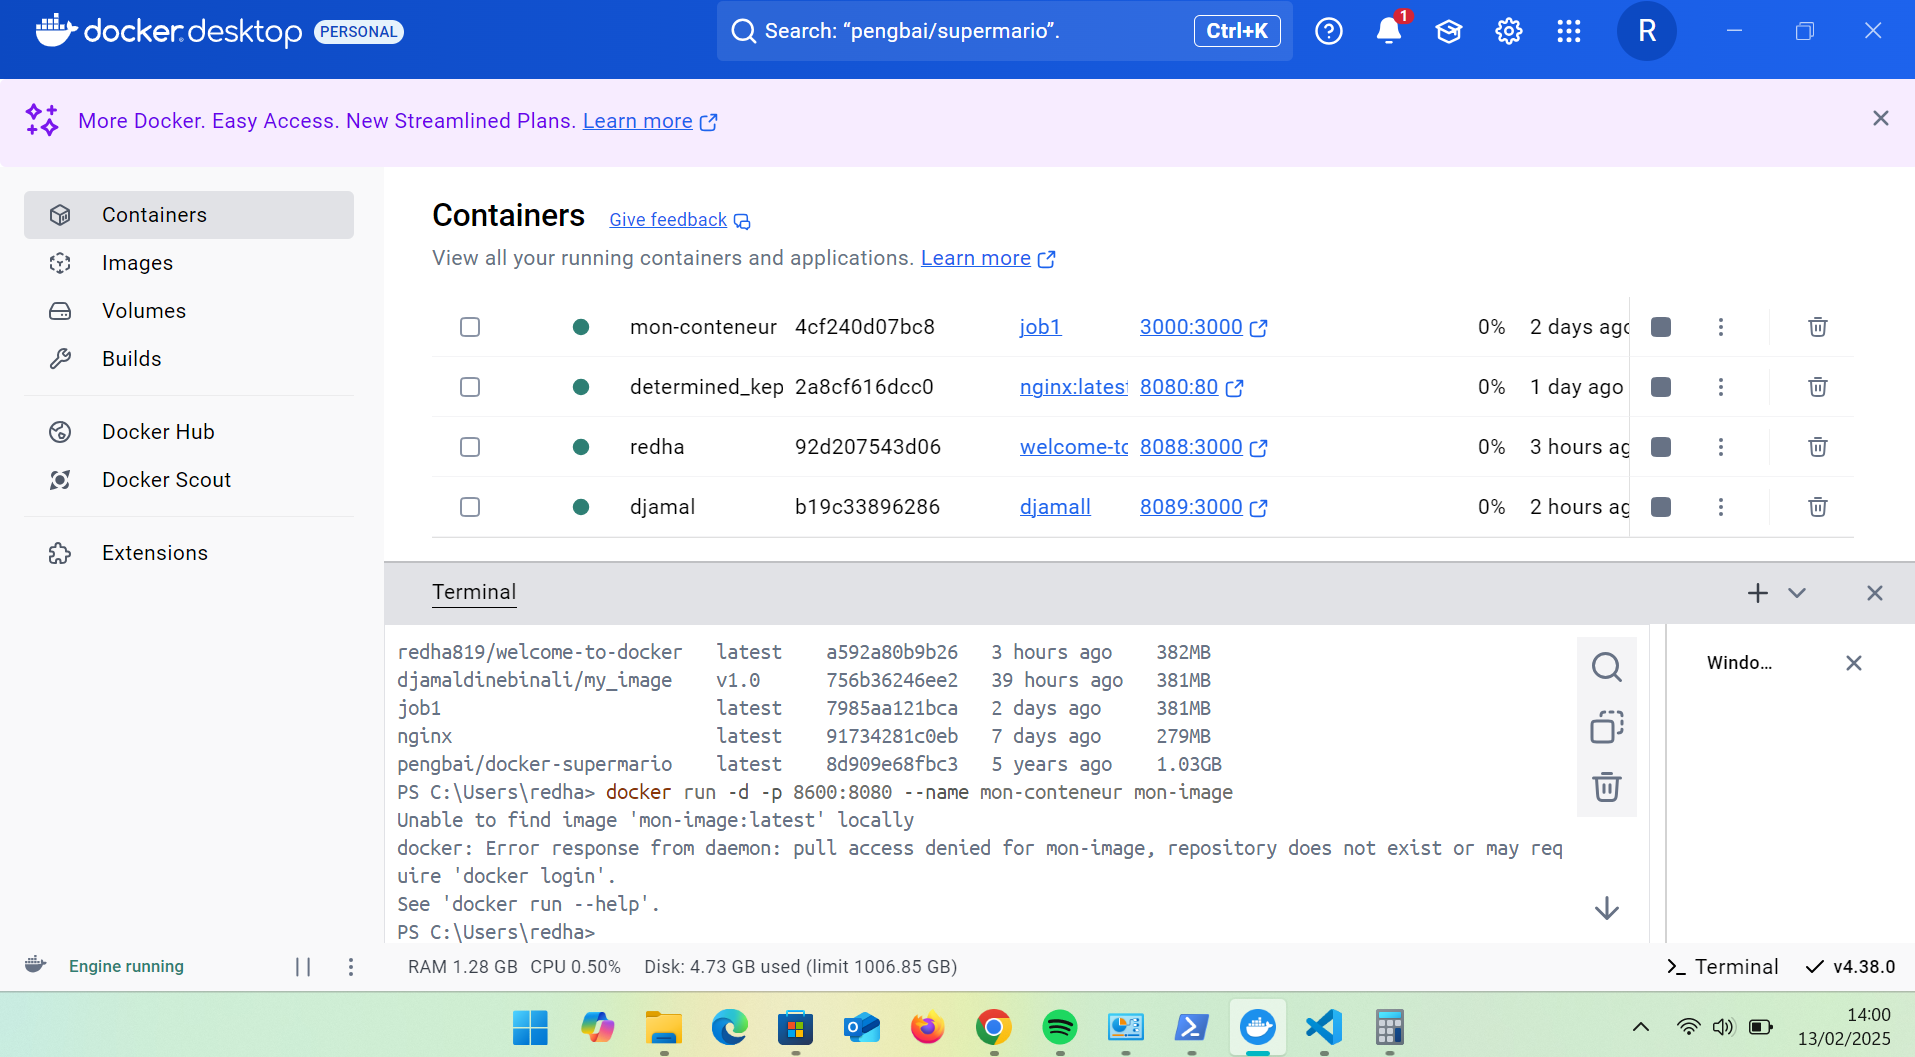 docker.desktop PERSONAL
Search: “pengbai/supermario”.
Ctrl+K
1
R
More Docker. Easy Access. New Streamlined Plans. Learn more
Containers
Images
Volumes
Builds
Docker Hub
Docker Scout
Extensions
Containers Give feedback
View all your running containers and applications. Learn more
mon-conteneur 4cf240d07bc8 job1 3000:3000 0% 2 days ago
determined_kep 2a8cf616dcc0 nginx:latest 8080:80 0% 1 day ago
redha 92d207543d06 welcome-to 8088:3000 0% 3 hours ag
djamal b19c33896286 djamall 8089:3000 0% 2 hours ag
Terminal
redha819/welcome-to-docker latest a592a80b9b26 3 hours ago 382MB
djamaldinebinali/my_image v1.0 756b36246ee2 39 hours ago 381MB
job1 latest 7985aa121bca 2 days ago 381MB
nginx latest 91734281c0eb 7 days ago 279MB
pengbai/docker-supermario latest 8d909e68fbc3 5 years ago 1.03GB
PS C:\Users\redha> docker run -d -p 8600:8080 --name mon-conteneur mon-image
Unable to find image 'mon-image:latest' locally
docker: Error response from daemon: pull access denied for mon-image, repository does not exist or may req
uire 'docker login'.
See 'docker run --help'.
PS C:\Users\redha>
Windo...
Engine running
RAM 1.28 GB CPU 0.50% Disk: 4.73 GB used (limit 1006.85 GB)
Terminal
v4.38.0
14:00
13/02/2025